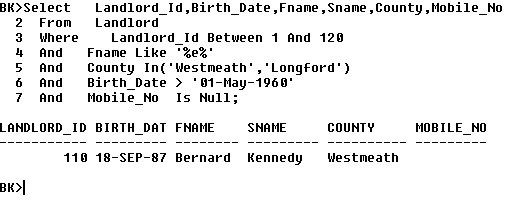 BK>Select   Landlord_Id,Birth_Date,Fname,Sname,County,Mobile_No
  2  From   Landlord
  3  Where    Landlord_Id Between 1 And 120
  4  And   Fname Like '%e%'
  5  And   County In('Westmeath','Longford')
  6  And   Birth_Date > '01-May-1960'
  7  And   Mobile_No  Is Null;
LANDLORD_ID BIRTH_DAT FNAME    SNAME     COUNTY     MOBILE_NO
----------- --------- -------- --------- ---------- ---------
        110 18-SEP-87 Bernard  Kennedy   Westmeath
BK>